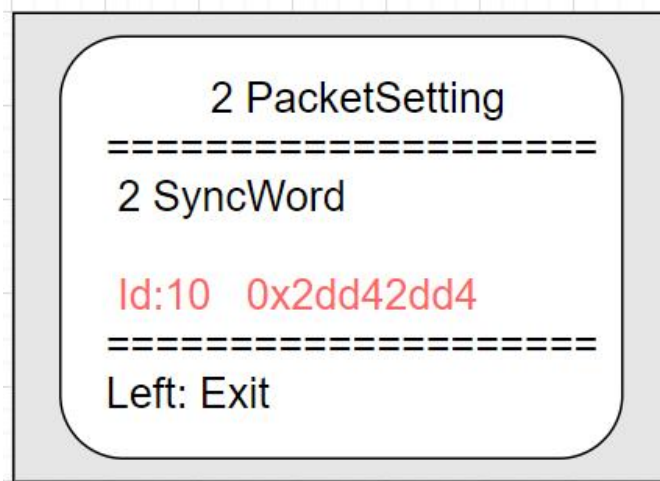 2 PacketSetting
====================
2 SyncWord
Id:10 0x2dd42dd4
====================
Left: Exit